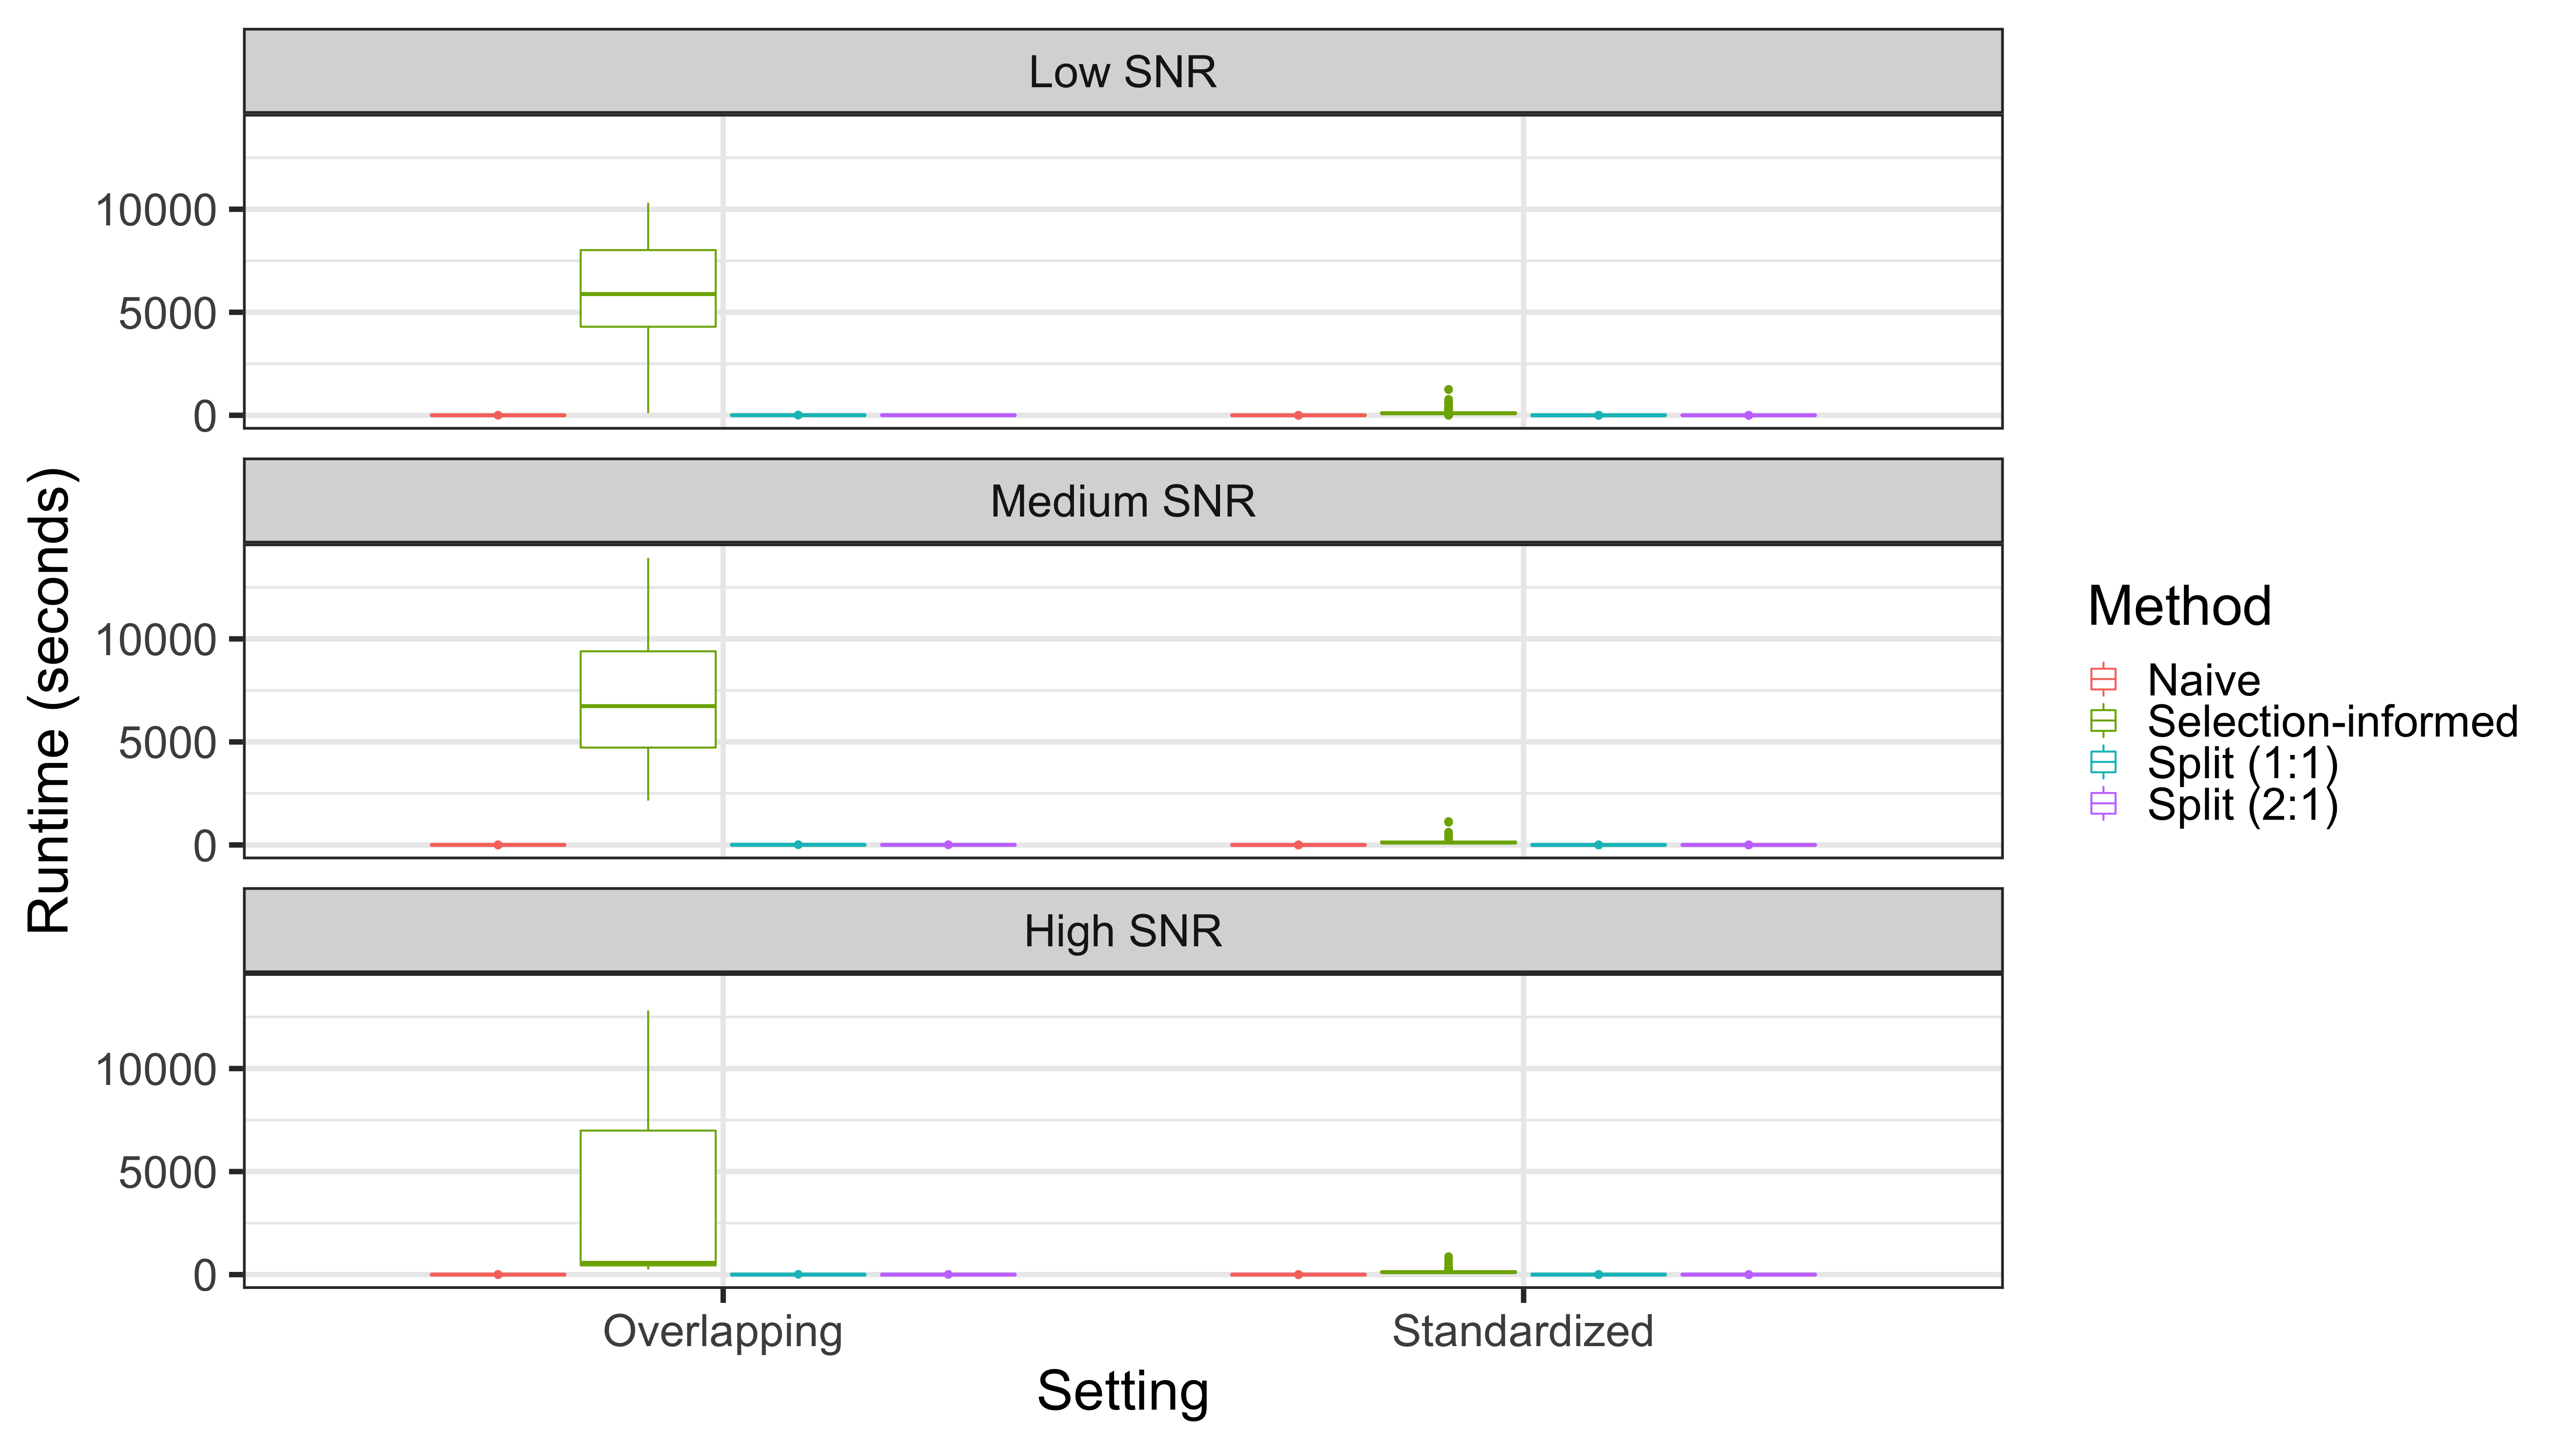 Low SNR
10000
5000
0
Medium SNR
10000
5000
0
High SNR
10000
5000
0
Overlapping
Standardized
Setting
Runtime (seconds)
Method
Naive
Selection-informed
Split (1:1)
Split (2:1)